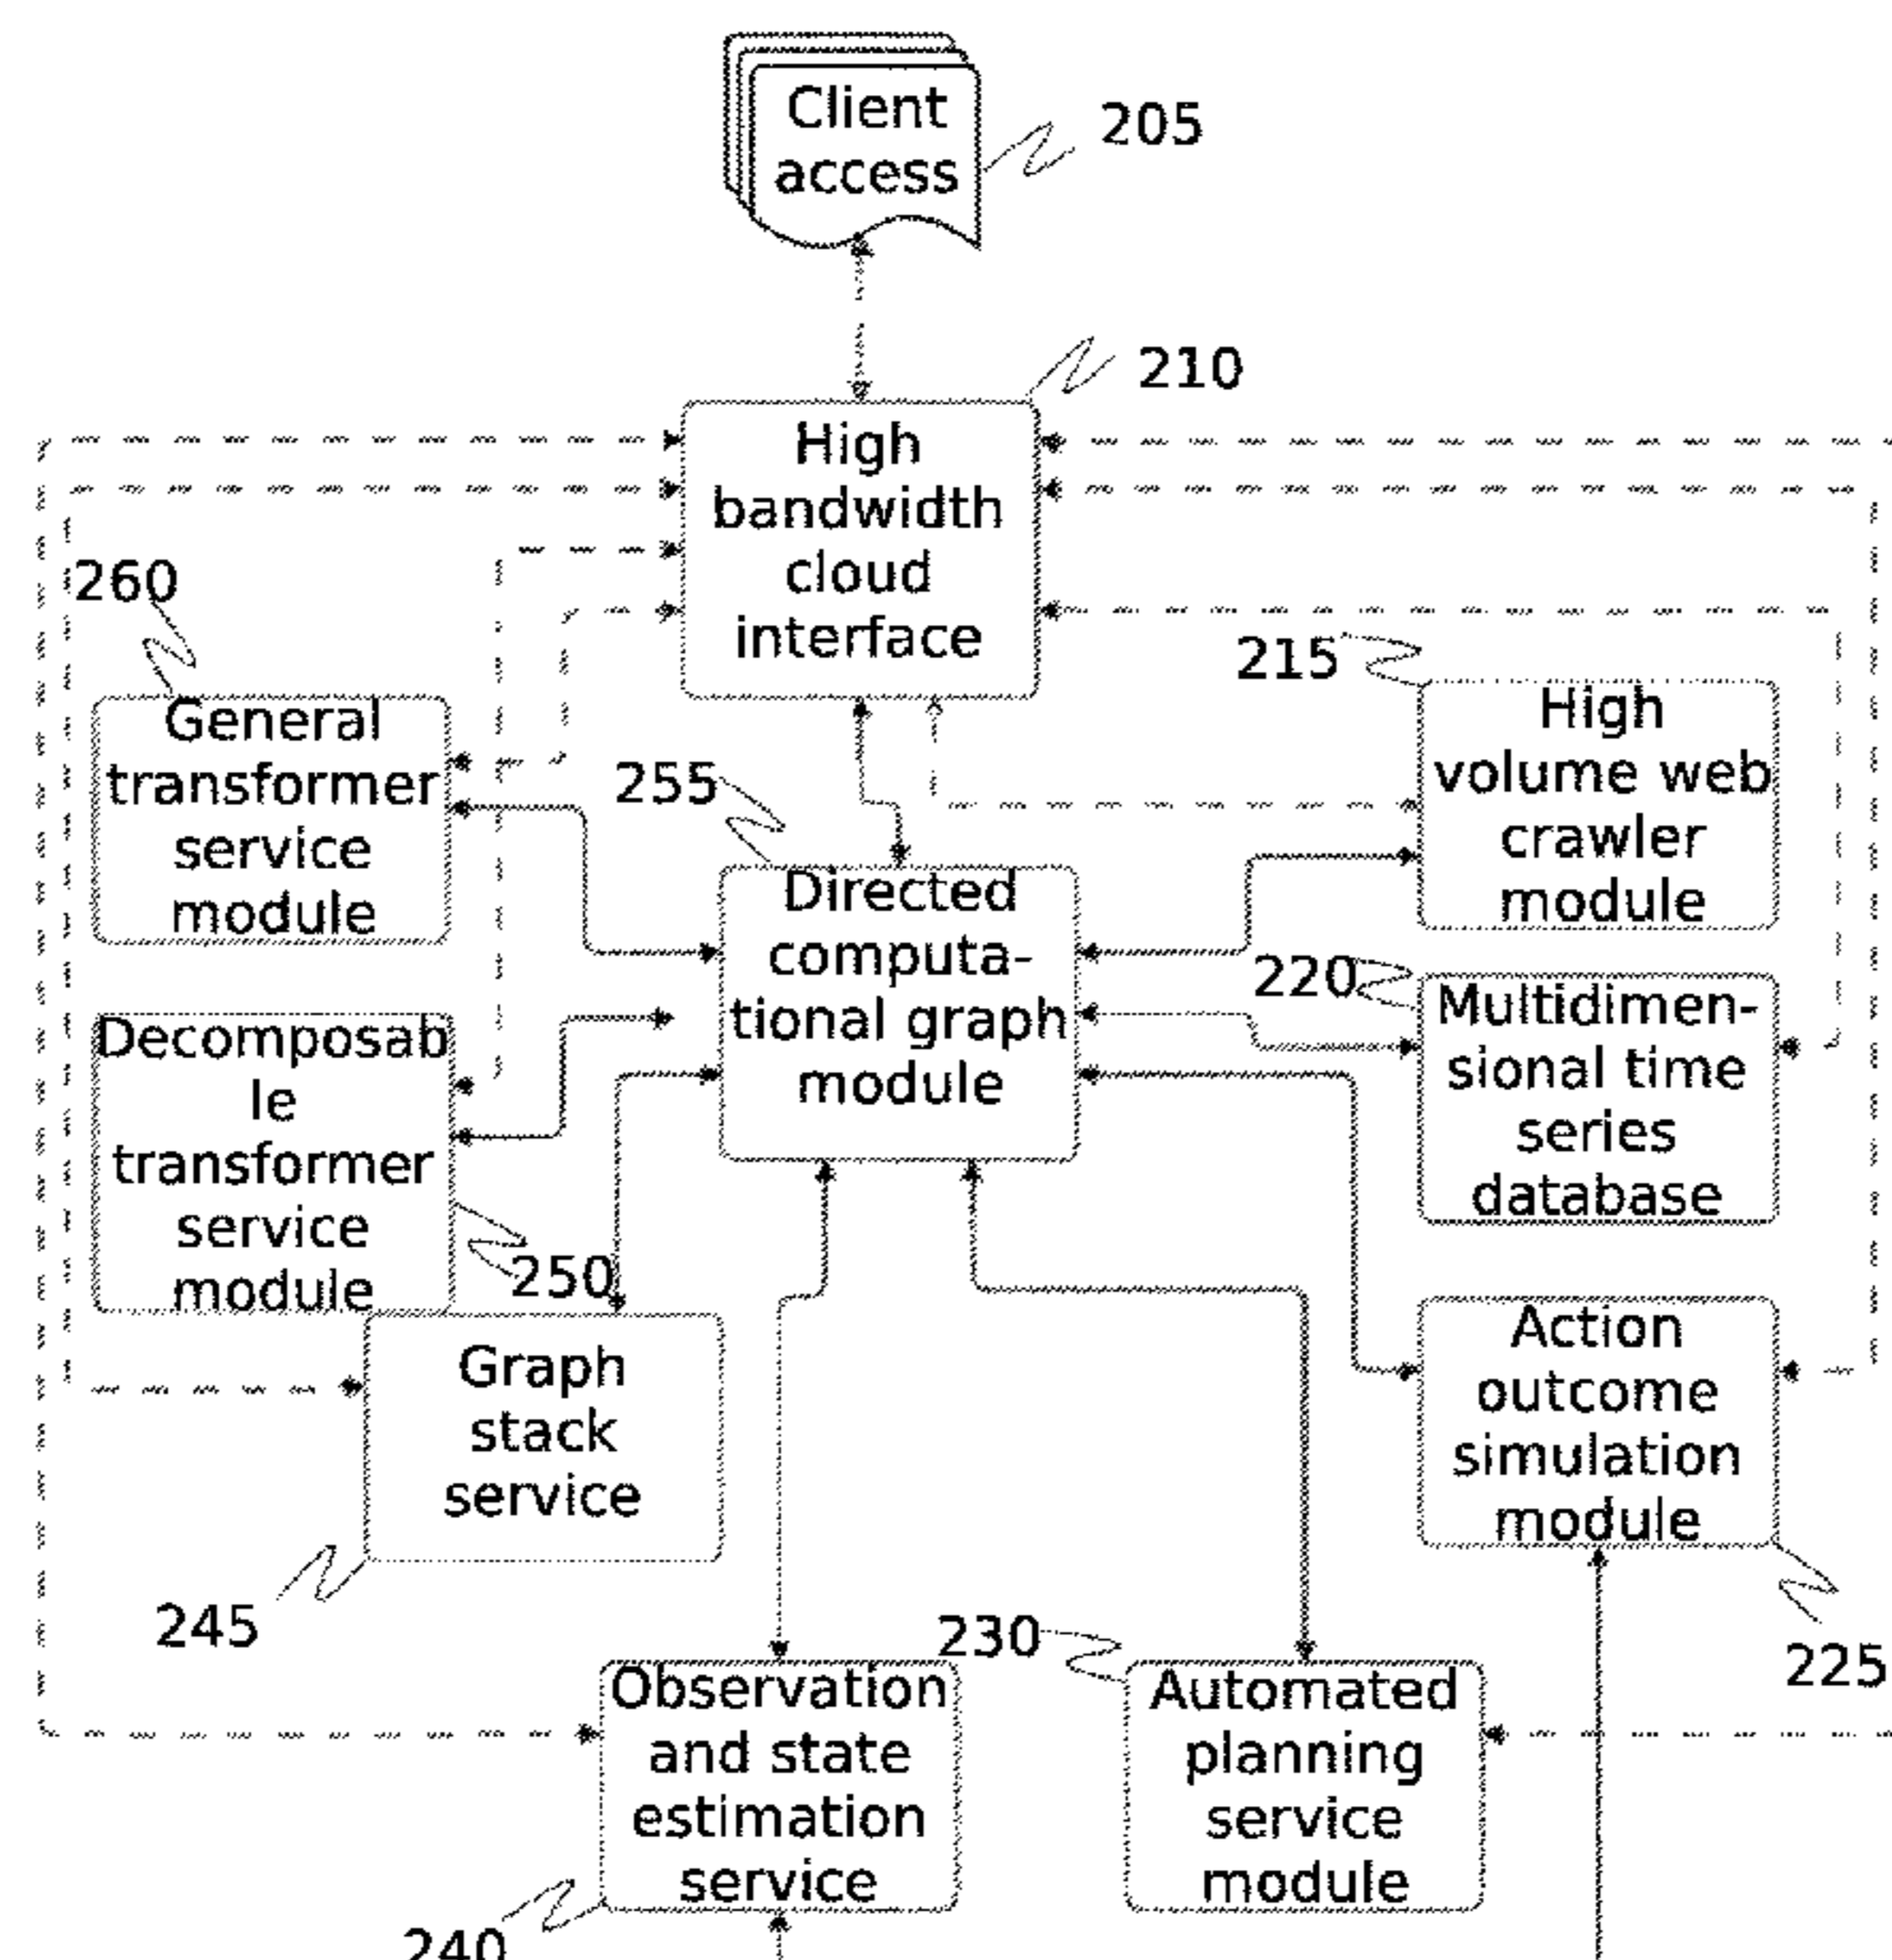 Client
access
205
210
High
bandwidth
cloud
interface
260
215
General
transformer
service
module
High
volume web
crawler
module
255
Directed
computa-
tional graph
module
220
Multidimen-
sional time
series
database
Decomposab
le
transformer
service
module
250
Graph
stack
service
245
Action
outcome
simulation
module
225
230
Observation
and state
estimation
service
240
Automated
planning
service
module